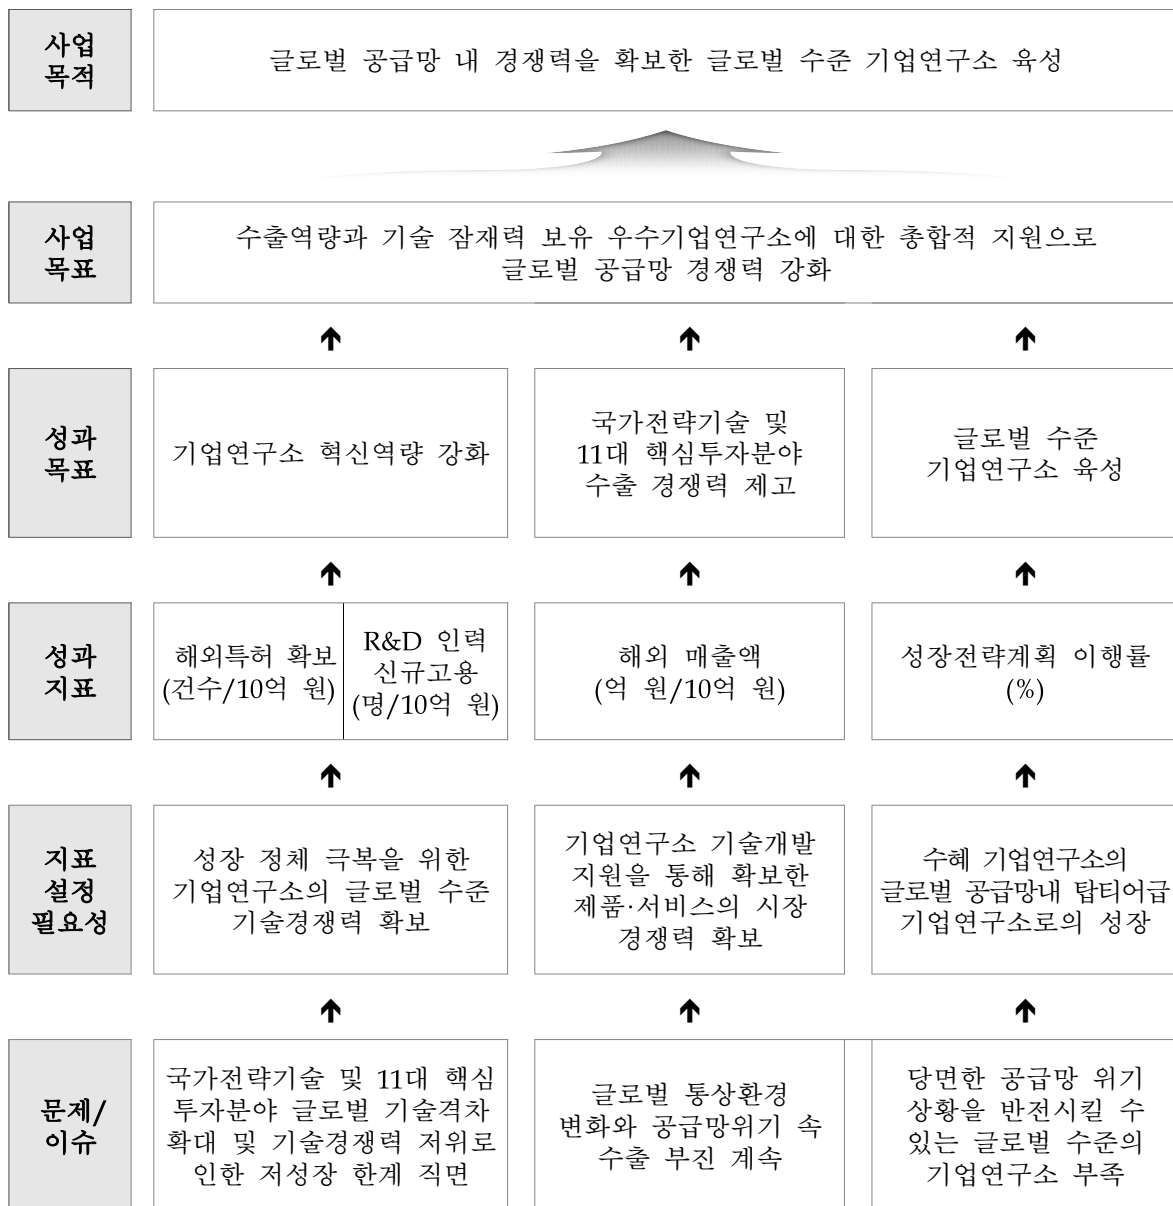 사업
목적
글로벌 공급망 내 경쟁력을 확보한 글로벌 수준 기업연구소 육성
사업
목표
수출역량과 기술 잠재력 보유 우수기업연구소에 대한 총합적 지원으로
글로벌 공급망 경쟁력 강화
성과
목표
기업연구소 혁신역량 강화
국가전략기술 및
11대 핵심투자분야
수출 경쟁력 제고
글로벌 수준
기업연구소 육성
성과
지표
해외특허 확보
(건수/10억 원)
R&D 인력
신규고용
(명/10억 원)
해외 매출액
(억 원/10억 원)
성장전략계획 이행률
(%)
지표
설정
필요성
성장 정체 극복을 위한
기업연구소의 글로벌 수준
기술경쟁력 확보
기업연구소 기술개발
지원을 통해 확보한
제품·서비스의 시장
경쟁력 확보
수혜 기업연구소의
글로벌 공급망내 탑티어급
기업연구소로의 성장
문제/
이슈
국가전략기술 및 11대 핵심
투자분야 글로벌 기술격차
확대 및 기술경쟁력 저위로
인한 저성장 한계 직면
글로벌 통상환경
변화와 공급망위기 속
수출 부진 계속
당면한 공급망 위기
상황을 반전시킬 수
있는 글로벌 수준의
기업연구소 부족